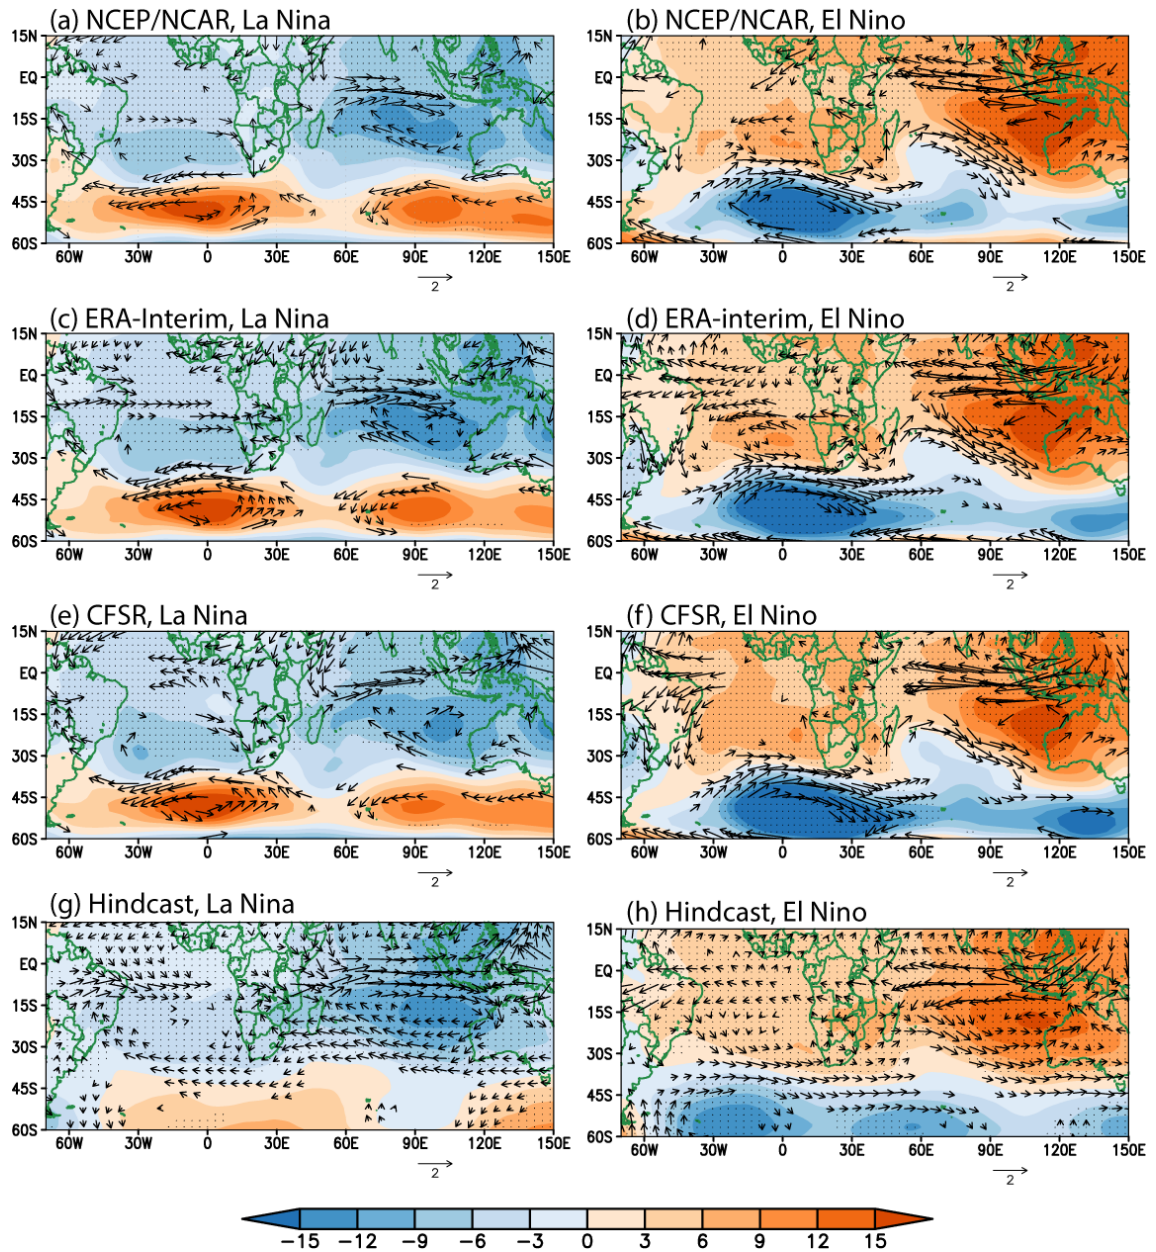 (a) NCEP/NCAR, La Nina
(b) NCEP/NCAR, El Nino
15N
EQ
15S
30S
45S
60S
60W 30W 0 30E 60E 90E 120E 150E
2
15N
EQ
15S
30S
45S
60S
60W 30W 0 30E 60E 90E 120E 150E
2
(c) ERA-Interim, La Nina
(d) ERA-interim, El Nino
15N
EQ
15S
30S
45S
60S
60W 30W 0 30E 60E 90E 120E 150E
2
15N
EQ
15S
30S
45S
60S
60W 30W 0 30E 60E 90E 120E 150E
2
(e) CFSR, La Nina
(f) CFSR, El Nino
15N
EQ
15S
30S
45S
60S
60W 30W 0 30E 60E 90E 120E 150E
2
15N
EQ
15S
30S
45S
60S
60W 30W 0 30E 60E 90E 120E 150E
2
(g) Hindcast, La Nina
(h) Hindcast, El Nino
15N
EQ
15S
30S
45S
60S
60W 30W 0 30E 60E 90E 120E 150E
2
15N
EQ
15S
30S
45S
60S
60W 30W 0 30E 60E 90E 120E 150E
2
−15 −12 −9 −6 −3 0 3 6 9 12 15